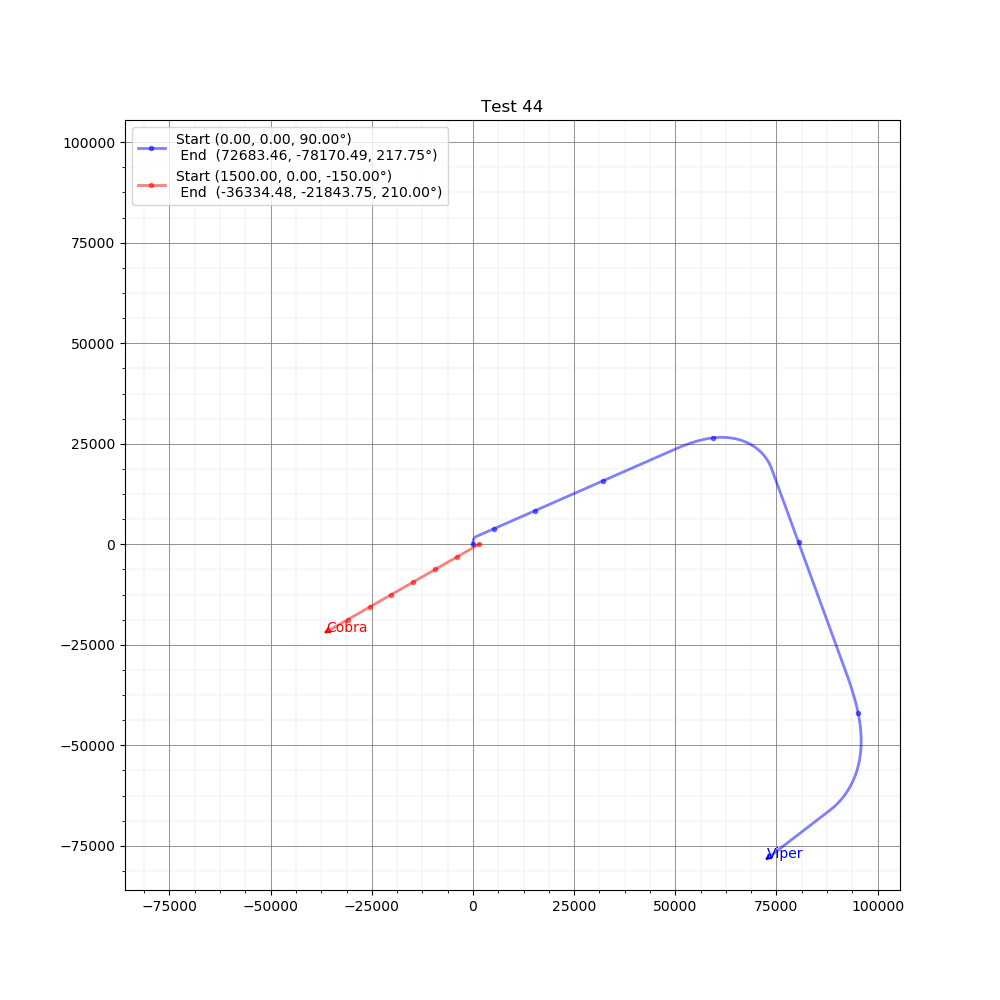 Test 44
Start (0.00, 0.00, 90.00°)
End  (72683.46, -78170.49, 217.75°)
Start (1500.00, 0.00, -150.00°)
End  (-36334.48, -21843.75, 210.00°)
100000
75000
50000
25000
0
−25000
−50000
−75000
Cobra
Viper
−75000 −50000 −25000 0 25000 50000 75000 100000